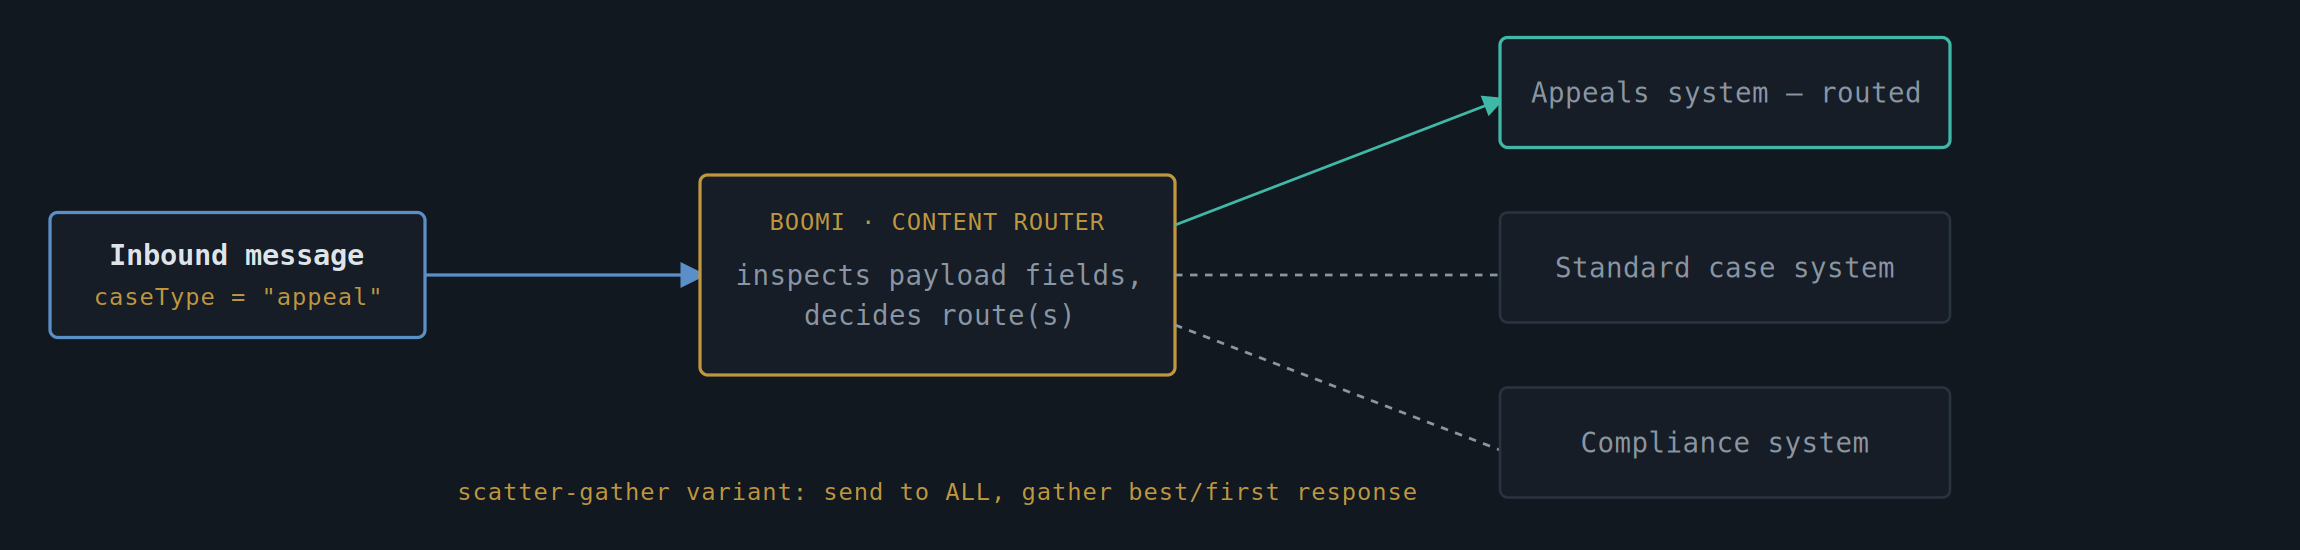 Inbound message
caseType = "appeal"
BOOMI · CONTENT ROUTER
inspects payload fields,
decides route(s)
Appeals system — routed
Standard case system
Compliance system
scatter-gather variant: send to ALL, gather best/first response